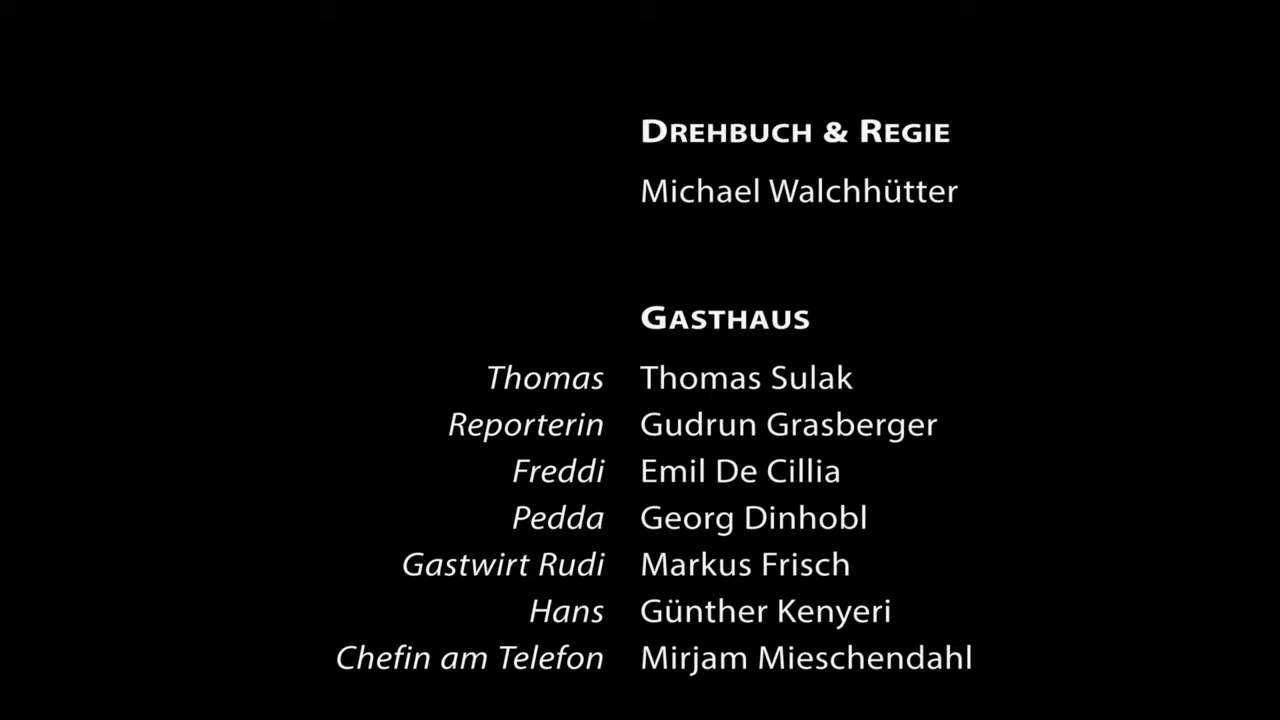 DREHBUCH & REGIE
Michael Walchhütter
GASTHAUS
Thomas Thomas Sulak
Reporterin Gudrun Grasberger
Freddi Emil De Cillia
Pedda Georg Dinhobl
Gastwirt Rudi Markus Frisch
Hans Günther Kenyeri
Chefin am Telefon Mirjam Mieschendahl